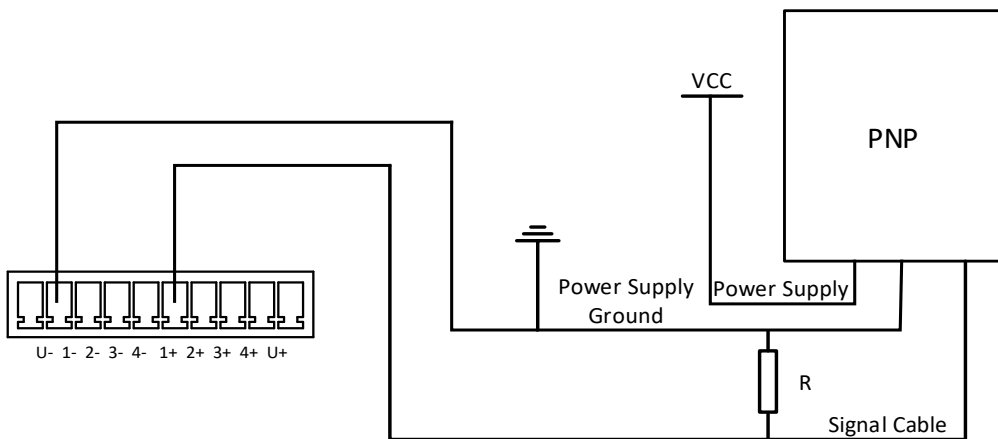 VCC
PNP
Power Supply
Ground
Power Supply
U- 1- 2- 3- 4- 1+ 2+ 3+ 4+ U+
R
Signal Cable